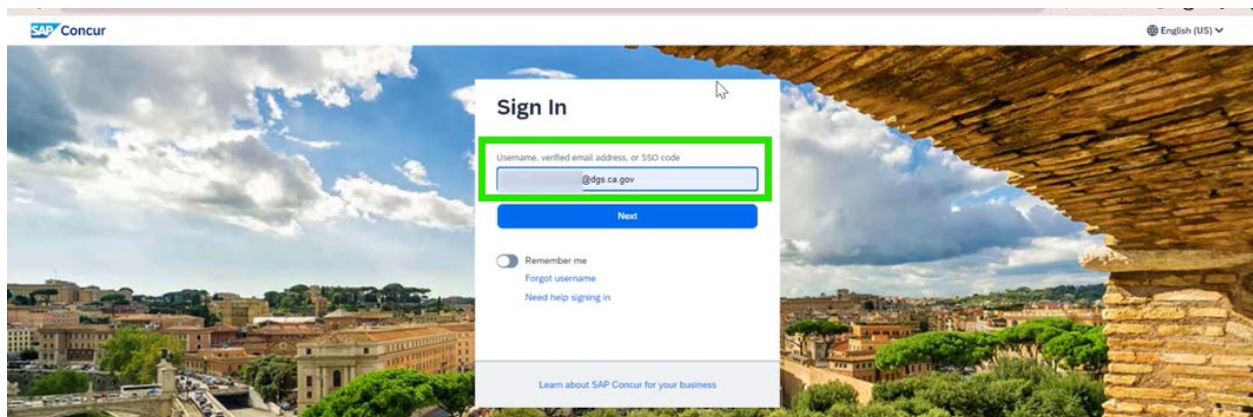 SAP Concur
English (US)
Sign In
Username, verified email address, or SSO code
@dgs.ca.gov
Next
Remember me
Forgot username
Need help signing in
Learn about SAP Concur for your business